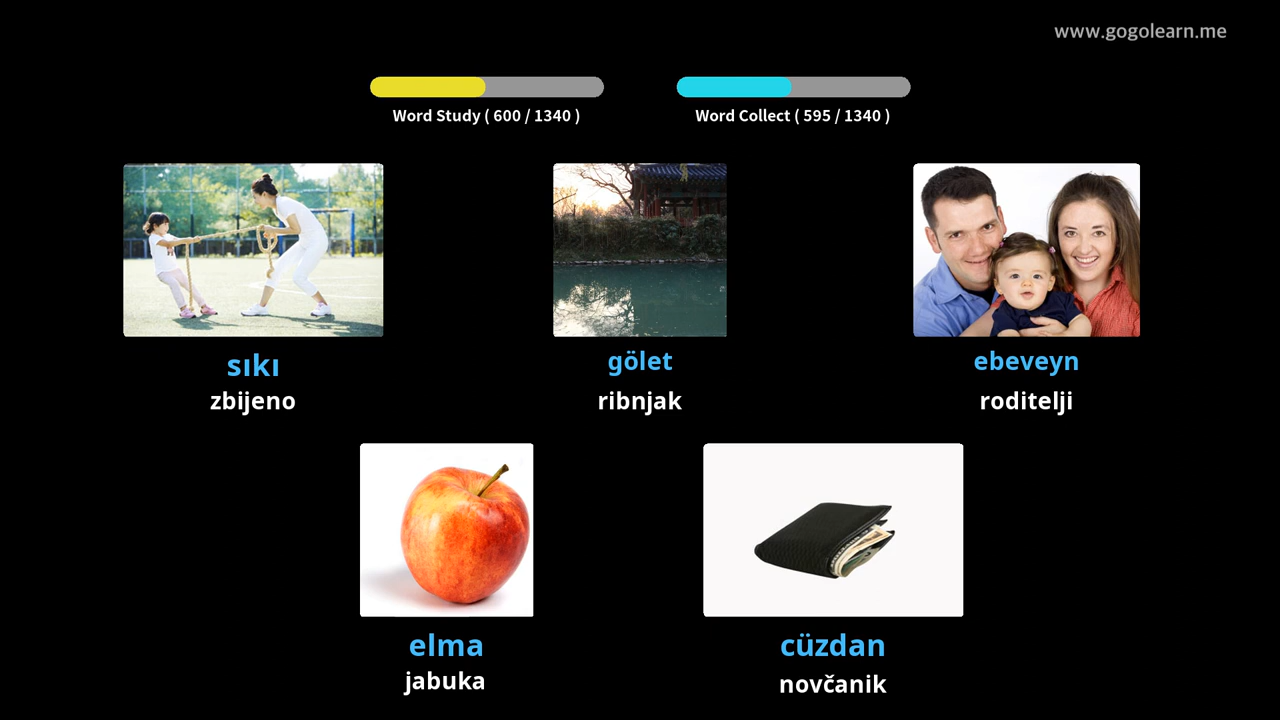 www.gogolearn.me
Word Study ( 600 / 1340 )
Word Collect ( 595 / 1340 )
sıkı
zbijeno
gölet
ribnjak
ebeveyn
roditelji
elma
jabuka
cüzdan
novčanik